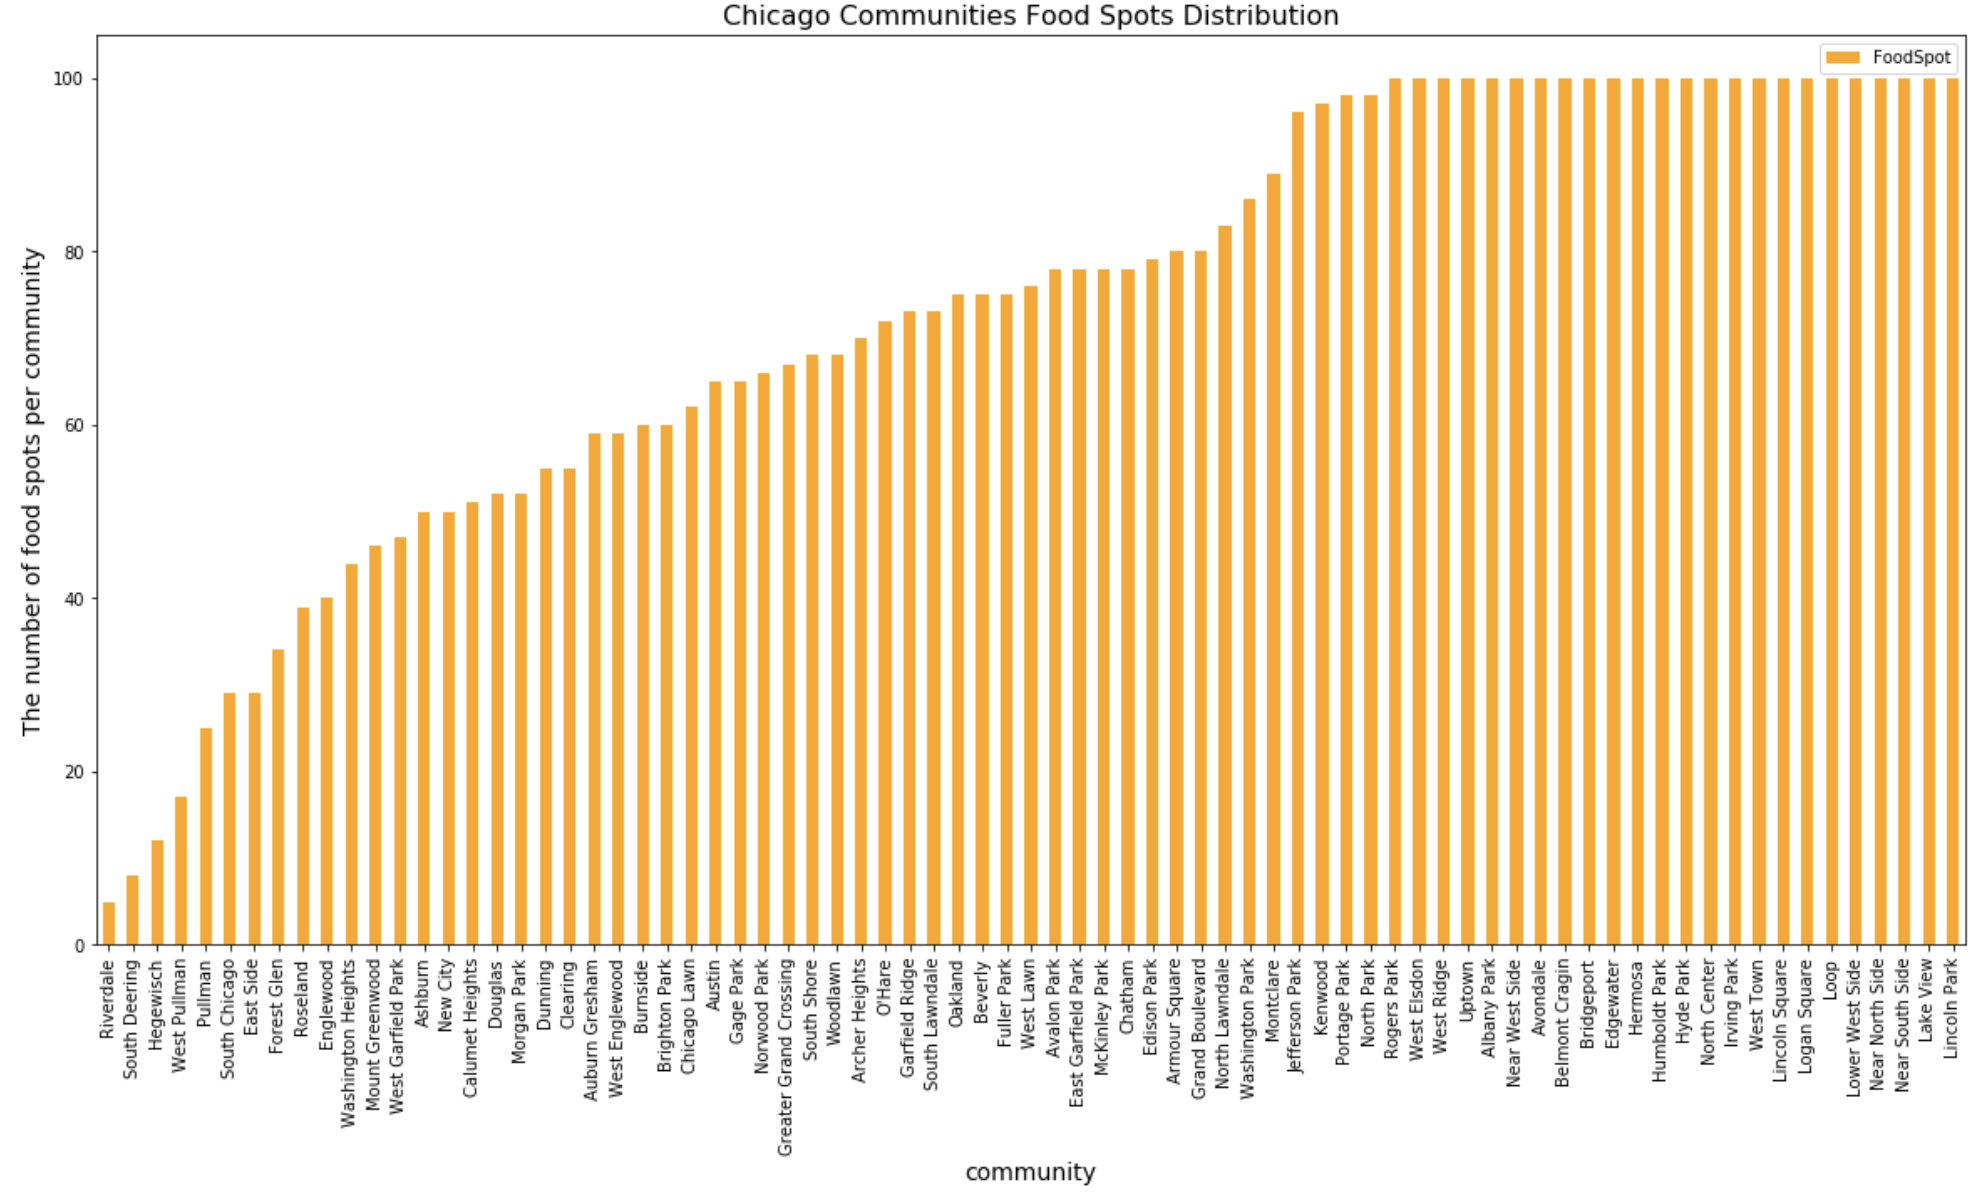 Chicago Communities Food Spots Distribution
FoodSpot
The number of food spots per community
100
80
60
40
20
0
Riverdale
South Deering
Hegewisch
West Pullman
Pullman
South Chicago
East Side
Forest Glen
Roseland
Englewood
Washington Heights
Mount Greenwood
West Garfield Park
Ashburn
New City
Calumet Heights
Douglas
Morgan Park
Dunning
Clearing
Auburn Gresham
West Englewood
Burnside
Brighton Park
Chicago Lawn
Austin
Gage Park
Norwood Park
Greater Grand Crossing
South Shore
Woodlawn
Archer Heights
O'Hare
Garfield Ridge
South Lawndale
Oakland
Beverly
Fuller Park
West Lawn
Avalon Park
East Garfield Park
McKinley Park
Chatham
Edison Park
Armour Square
Grand Boulevard
North Lawndale
Washington Park
Montclare
Jefferson Park
Kenwood
Portage Park
North Park
Rogers Park
West Elsdon
West Ridge
Uptown
Albany Park
Near West Side
Avondale
Belmont Cragin
Bridgeport
Edgewater
Hermosa
Humboldt Park
Hyde Park
North Center
Irving Park
West Town
Lincoln Square
Logan Square
Loop
Lower West Side
Near North Side
Near South Side
Lake View
Lincoln Park
community